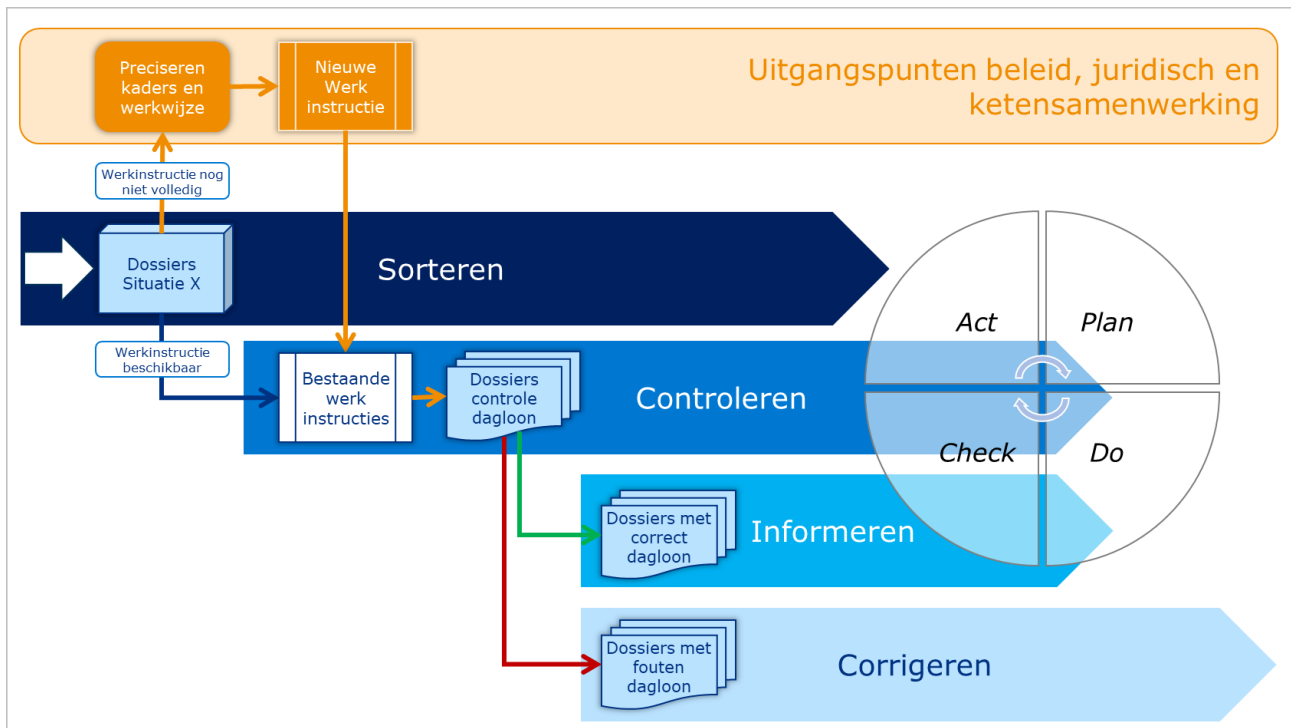 Preciseren
kaders en
werkwijze
Nieuwe
Werk
instructie
Uitgangspunten beleid, juridisch en
ketensamenwerking
Werkinstructie nog
niet volledig
Dossiers
Situatie X
Sorteren
Werkinstructie
beschikbaar
Bestaande
werk
instructies
Dossiers
controle
dagloon
Controleren
Act
Plan
Check
Do
Dossiers met
correct
dagloon
Informeren
Dossiers met
fouten
dagloon
Corrigeren